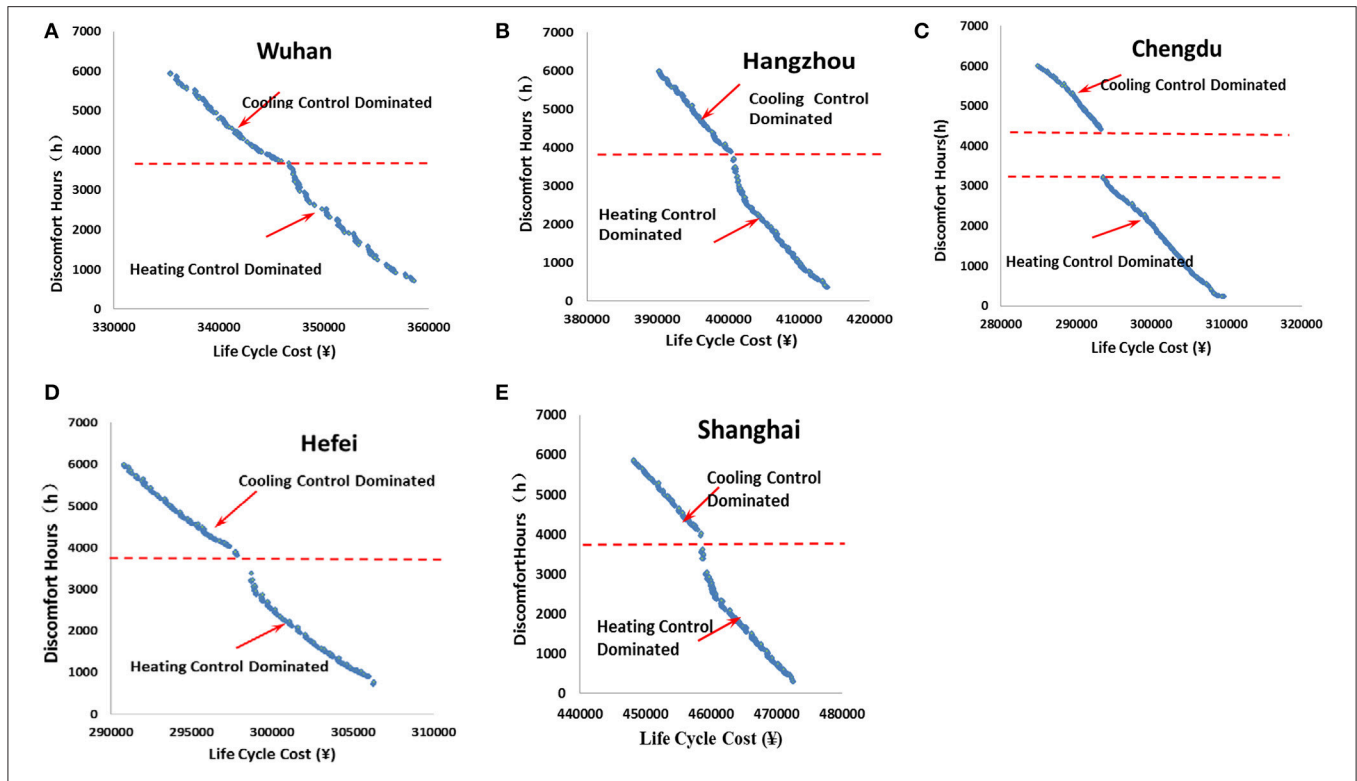 A
Wuhan
7000
6000
5000
4000
3000
2000
1000
0
Discomfort Hours (h)
Cooling Control Dominated
Heating Control Dominated
330000 340000 350000 360000
Life Cycle Cost (¥)
B
Hangzhou
7000
6000
5000
4000
3000
2000
1000
0
Discomfort Hours (h)
Cooling Control
Dominated
Heating Control
Dominated
380000 390000 400000 410000 420000
Life Cycle Cost (¥)
C
Chengdu
7000
6000
5000
4000
3000
2000
1000
0
Discomfort Hours(h)
Cooling Control Dominated
Heating Control Dominated
280000 290000 300000 310000 320000
Life Cycle Cost (¥)
D
Hefei
7000
6000
5000
4000
3000
2000
1000
0
Discomfort Hours (h)
Cooling Control Dominated
Heating Control Dominated
290000 295000 300000 305000 310000
Life Cycle Cost (¥)
E
Shanghai
7000
6000
5000
4000
3000
2000
1000
0
DiscomfortHours (h)
Cooling Control
Dominated
Heating Control
Dominated
440000 450000 460000 470000 480000
Life Cycle Cost (¥)